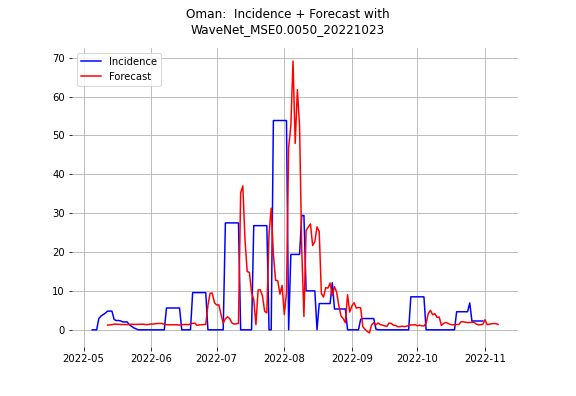 Oman:  Incidence + Forecast with
WaveNet_MSE0.0050_20221023
Incidence
Forecast
70
60
50
40
30
20
10
0
2022-05 2022-06 2022-07 2022-08 2022-09 2022-10 2022-11